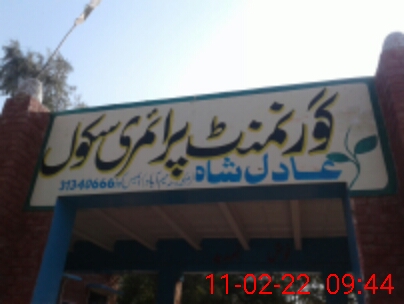 گورنمنٹ پرائمری سکول
عادل شاہ
31340666
11-02-22 09:44